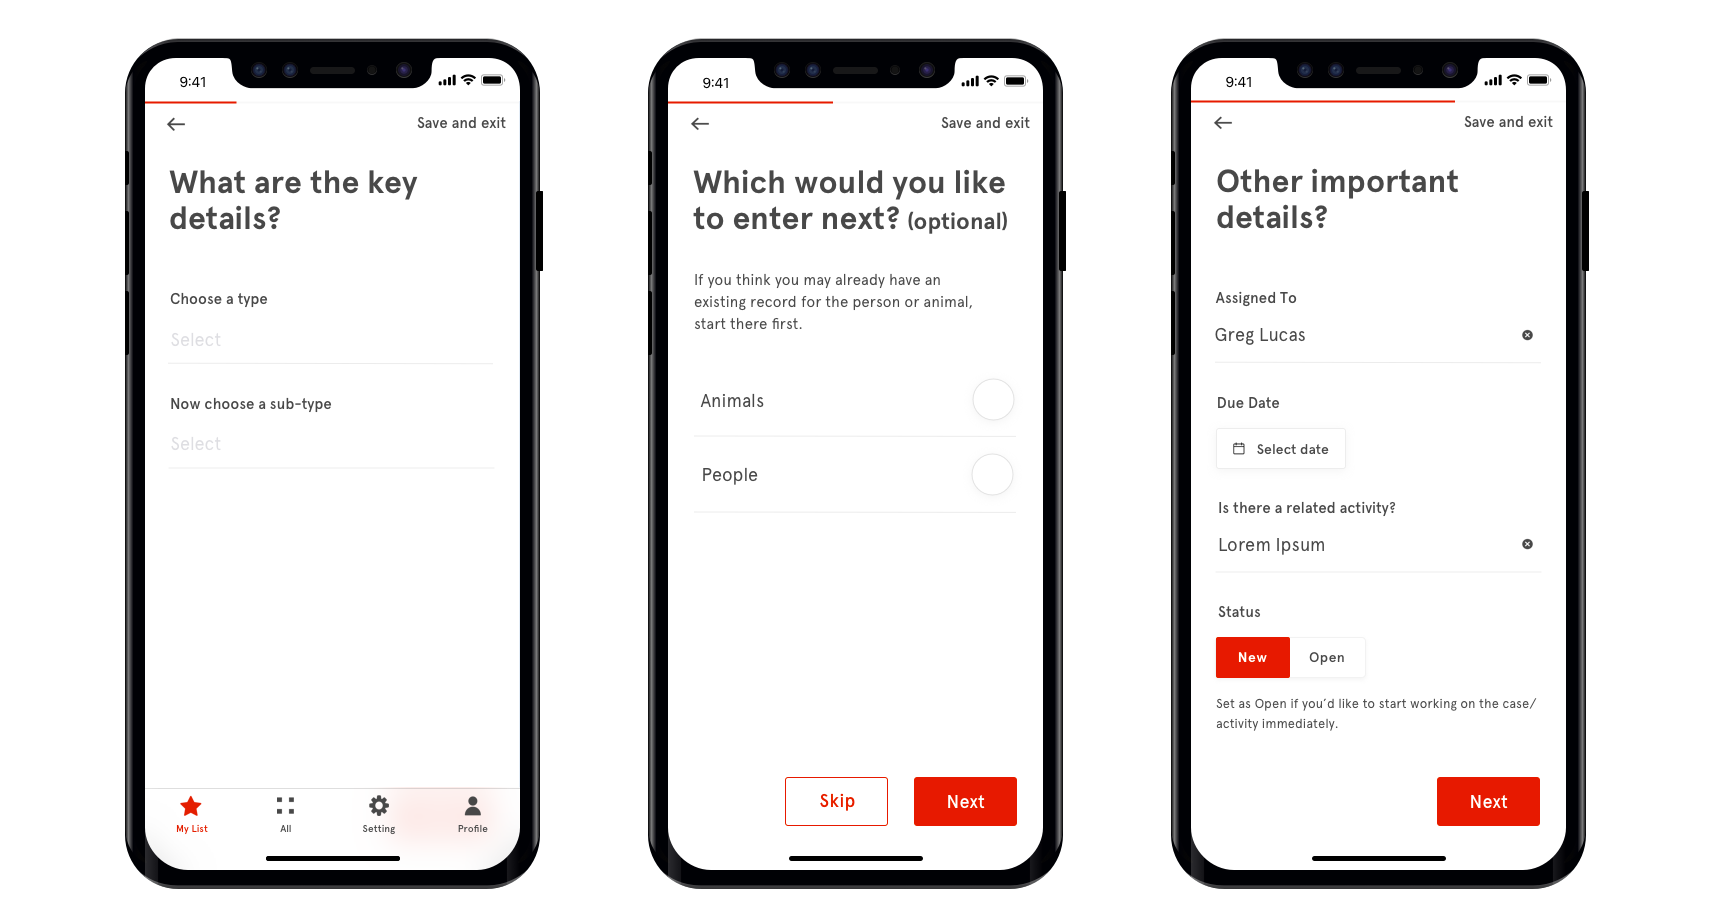 9:41
Save and exit
What are the key
details?
Choose a type
Select
Now choose a sub-type
Select
My List
All
Setting
Profile
9:41
Save and exit
Which would you like
to enter next? (optional)
If you think you may already have an
existing record for the person or animal,
start there first.
Animals
People
Skip
Next
9:41
Save and exit
Other important
details?
Assigned To
Greg Lucas
Due Date
Select date
Is there a related activity?
Lorem Ipsum
Status
New
Open
Set as Open if you’d like to start working on the case/
activity immediately.
Next